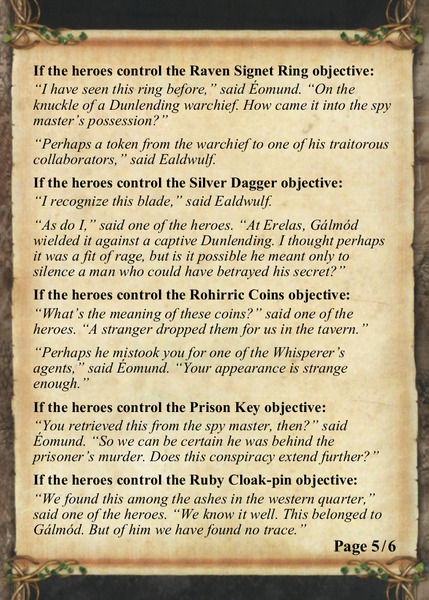 If the heroes control the Raven Signet Ring objective:
“I have seen this ring before,” said Éomund. “On the
knuckle of a Dunlending warchief. How came it into the spy
master’s possession?”
“Perhaps a token from the warchief to one of his traitorous
collaborators,” said Ealdwulf.
If the heroes control the Silver Dagger objective:
“I recognize this blade,” said Ealdwulf.
“As do I,” said one of the heroes. “At Erelas, Gálmód
wielded it against a captive Dunlending. I thought perhaps
it was a fit of rage, but is it possible he meant only to
silence a man who could have betrayed his secret?”
If the heroes control the Rohirric Coins objective:
“What’s the meaning of these coins?” said one of the
heroes. “A stranger dropped them for us in the tavern.”
“Perhaps he mistook you for one of the Whisperer’s
agents,” said Éomund. “Your appearance is strange
enough.”
If the heroes control the Prison Key objective:
“You retrieved this from the spy master, then?” said
Éomund. “So we can be certain he was behind the
prisoner’s murder. Does this conspiracy extend further?”
If the heroes control the Ruby Cloak-pin objective:
“We found this among the ashes in the western quarter,”
said one of the heroes. “We know it well. This belonged to
Gálmód. But of him we have found no trace.”
Page 5/6